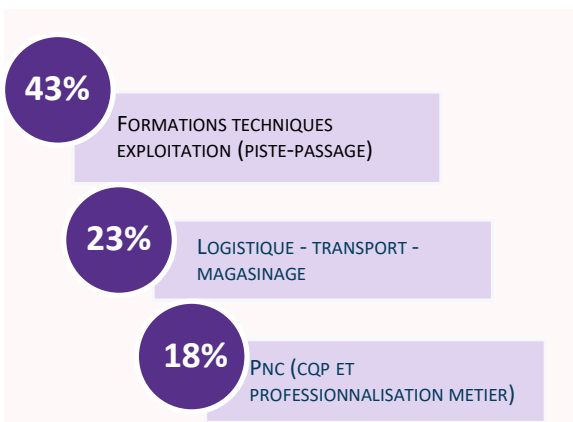 43%
FORMATIONS TECHNIQUES
EXPLOITATION (PISTE-PASSAGE)
23%
LOGISTIQUE - TRANSPORT -
MAGASINAGE
18%
PNC (CQP ET
PROFESSIONNALISATION METIER)